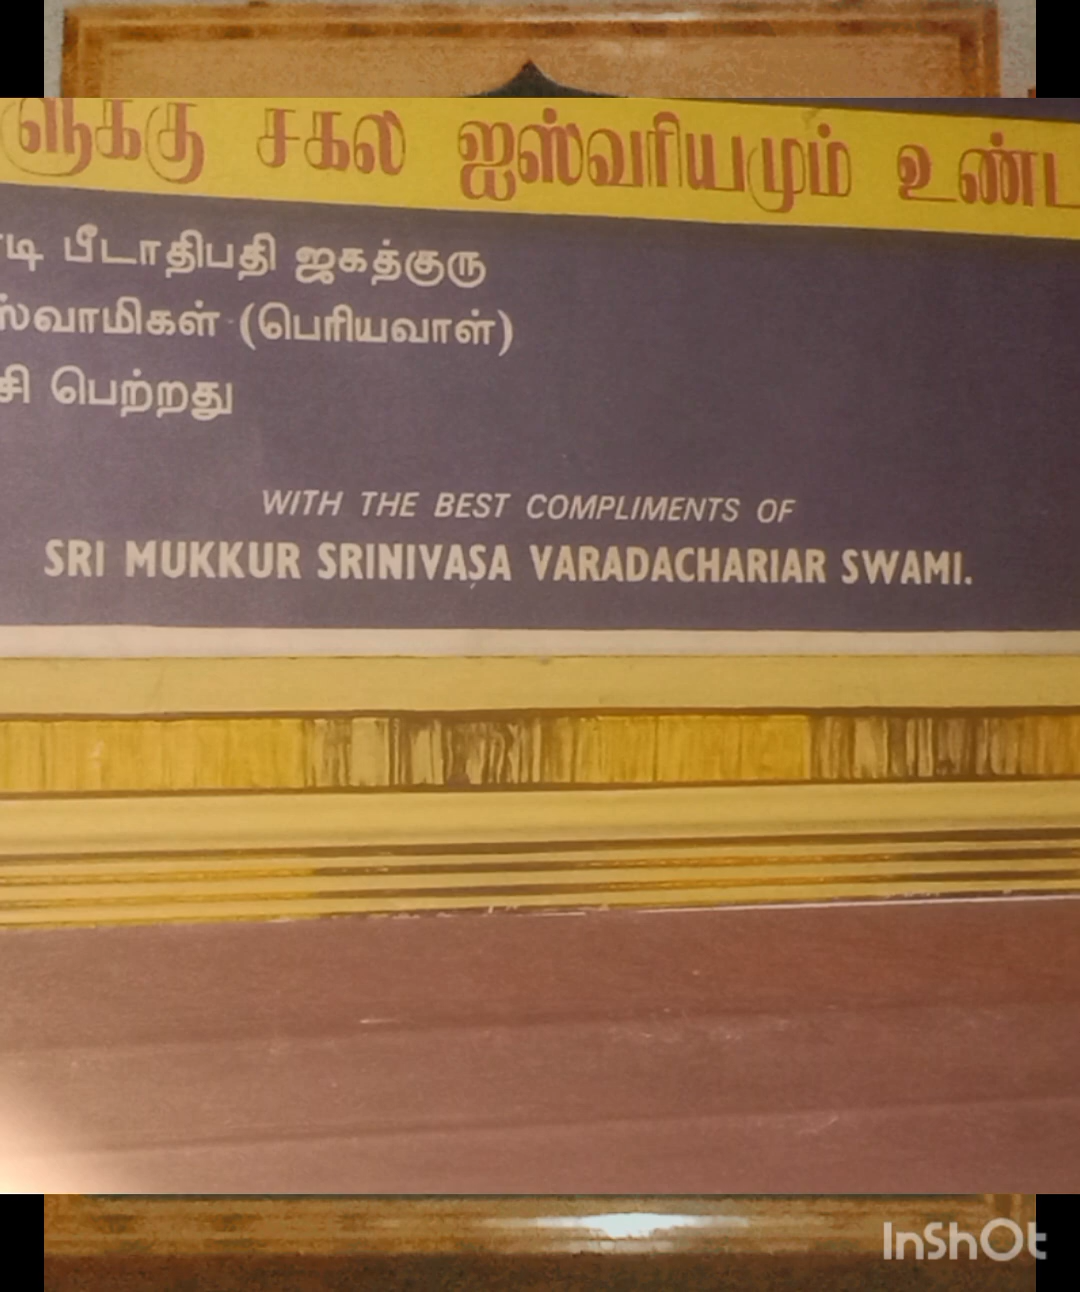 ளுக்கு சகல ஐஸ்வரியமும் உண்ட
டி பீடாதிபதி ஜகத்குரு
ஸ்வாமிகள் (பெரியவாள்)
சி பெற்றது
WITH THE BEST COMPLIMENTS OF
SRI MUKKUR SRINIVASA VARADACHARIAR SWAMI.
InShOt